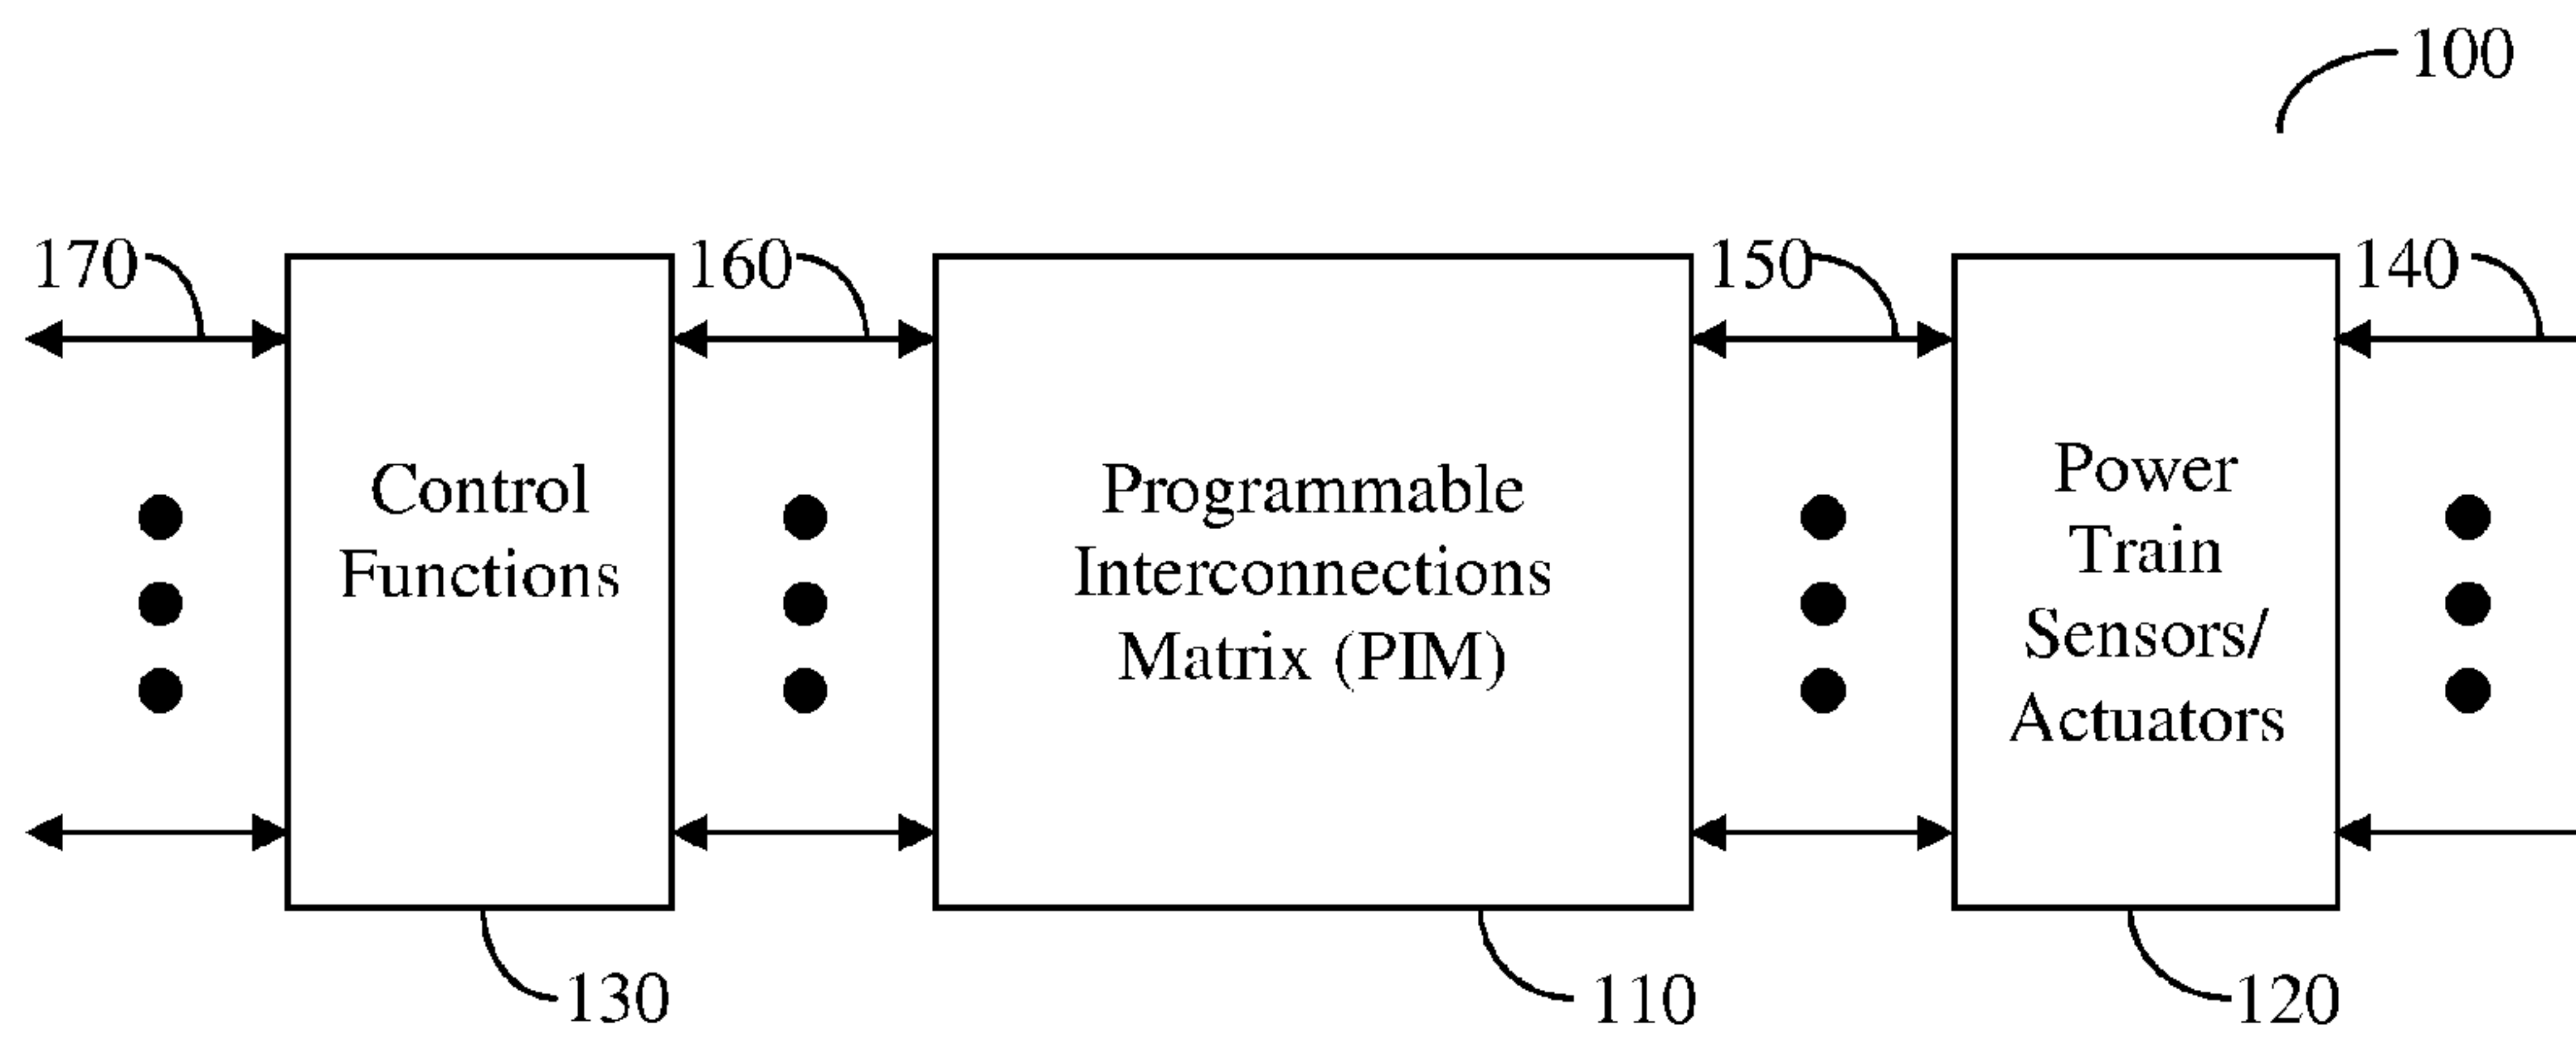 100
170
160
150
140
Control
Functions
Programmable
Interconnections
Matrix (PIM)
Power
Train
Sensors/
Actuators
130
110
120